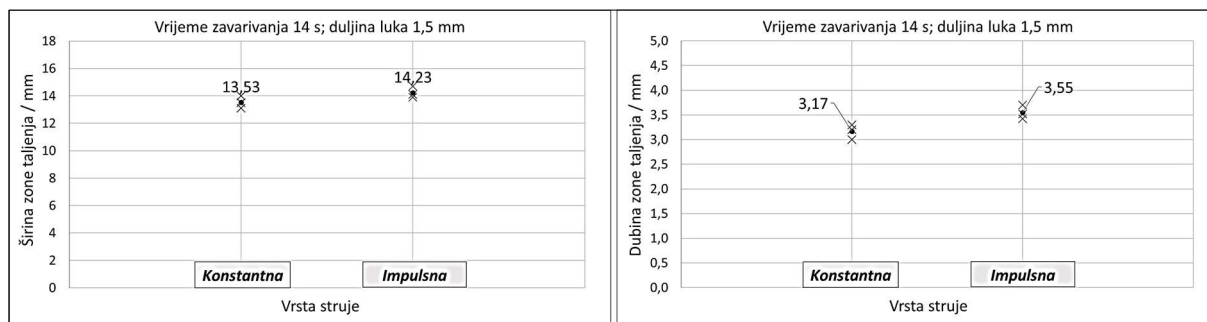 Vrijeme zavarivanja 14 s; duljina luka 1,5 mm
Širina zone taljenja / mm
18
16
14
12
10
8
6
4
2
0
13,53
14,23
Konstantna
Impulsna
Vrsta struje
Vrijeme zavarivanja 14 s; duljina luka 1,5 mm
Dubina zone taljenja / mm
5,0
4,5
4,0
3,5
3,0
2,5
2,0
1,5
1,0
0,5
0,0
3,17
3,55
Konstantna
Impulsna
Vrsta struje